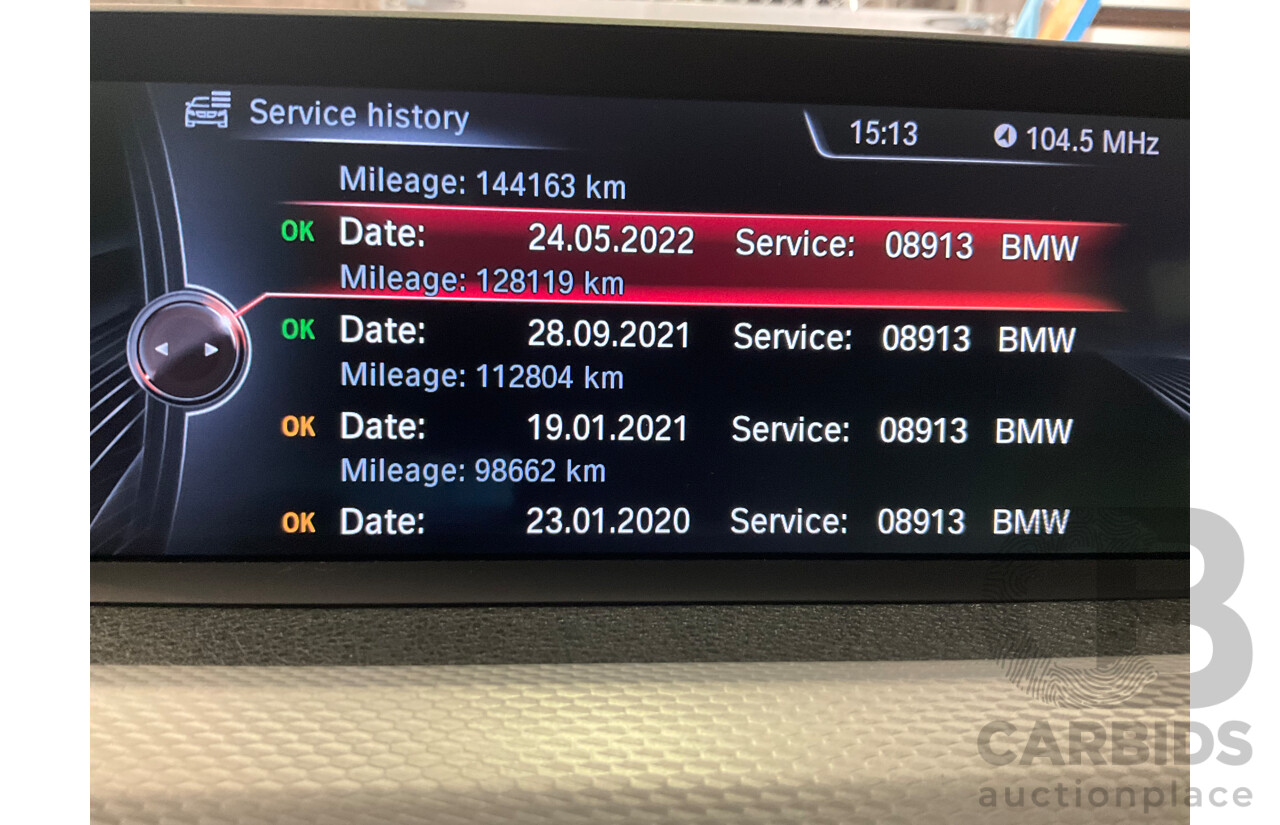 Service history
15:13 104.5 MHz
Mileage: 144163 km
OK Date: 24.05.2022 Service: 08913 BMW
Mileage: 128119 km
OK Date: 28.09.2021 Service: 08913 BMW
Mileage: 112804 km
OK Date: 19.01.2021 Service: 08913 BMW
Mileage: 98662 km
OK Date: 23.01.2020 Service: 08913 BMW
CB
CARBIDS
auctionplace